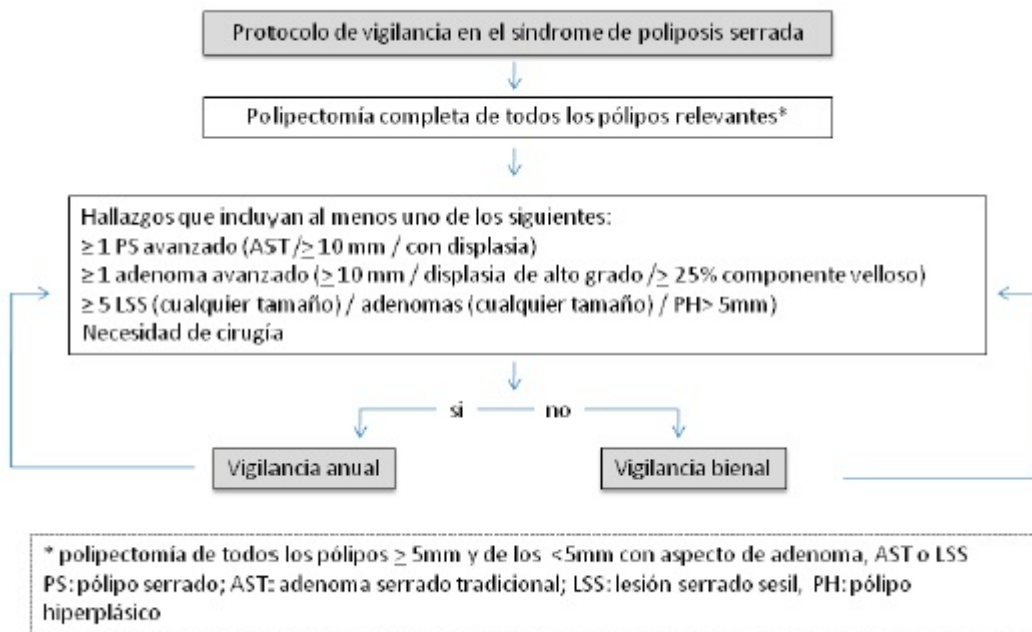 Protocolo de vigilancia en el síndrome de poliposis serrada
Polipectomía completa de todos los pólipos relevantes*
Hallazgos que incluyan al menos uno de los siguientes:
≥ 1 PS avanzado (AST /≥ 10 mm / con displasia)
≥ 1 adenoma avanzado (≥ 10 mm / displasia de alto grado /≥ 25% componente velloso)
≥ 5 LSS (cualquier tamaño) / adenomas (cualquier tamaño) / PH> 5mm)
Necesidad de cirugía
si no
Vigilancia anual Vigilancia bienal
* polipectomía de todos los pólipos ≥ 5mm y de los <5mm con aspecto de adenoma, AST o LSS
PS: pólipo serrado; AST: adenoma serrado tradicional; LSS: lesión serrado sesil, PH: pólipo
hiperplásico